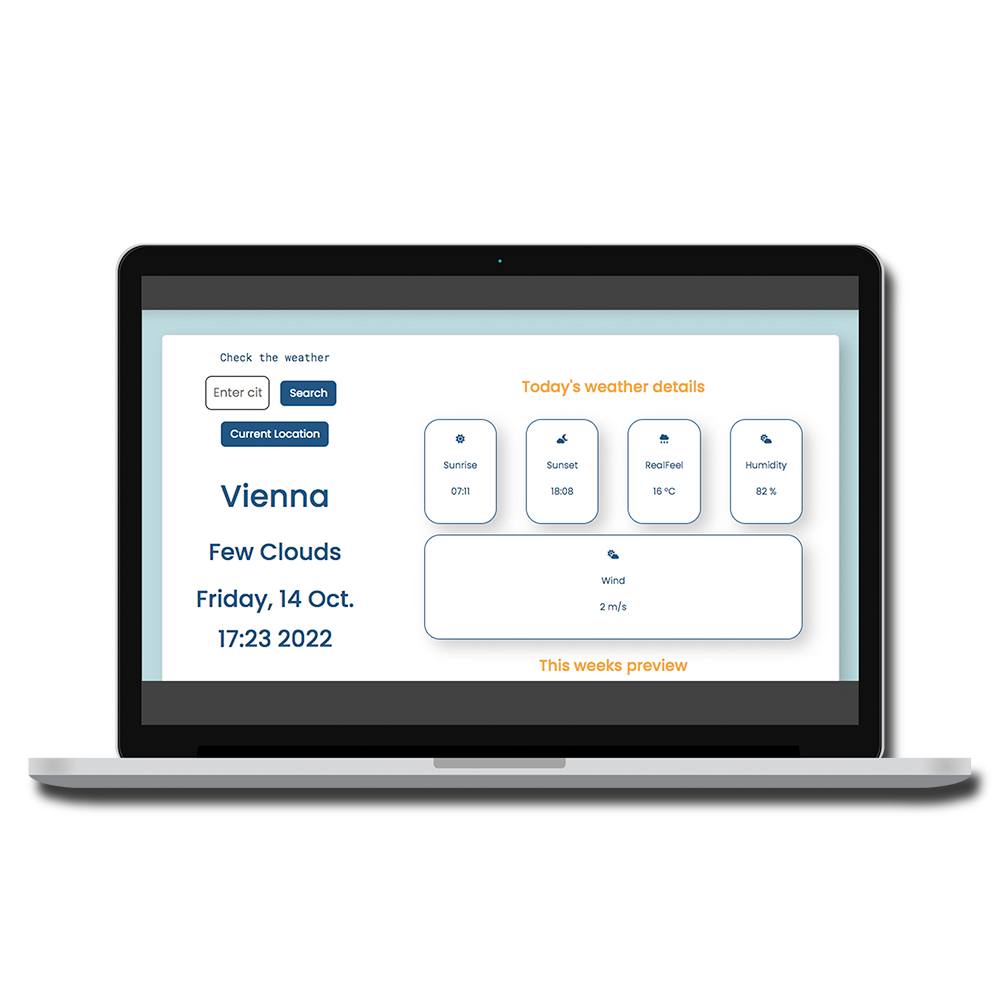 Check the weather
Enter cit
Search
Current Location
Vienna
Few Clouds
Friday, 14 Oct.
17:23 2022
Today's weather details
Sunrise
07:11
Sunset
18:08
RealFeel
16 °C
Humidity
82 %
Wind
2 m/s
This weeks preview